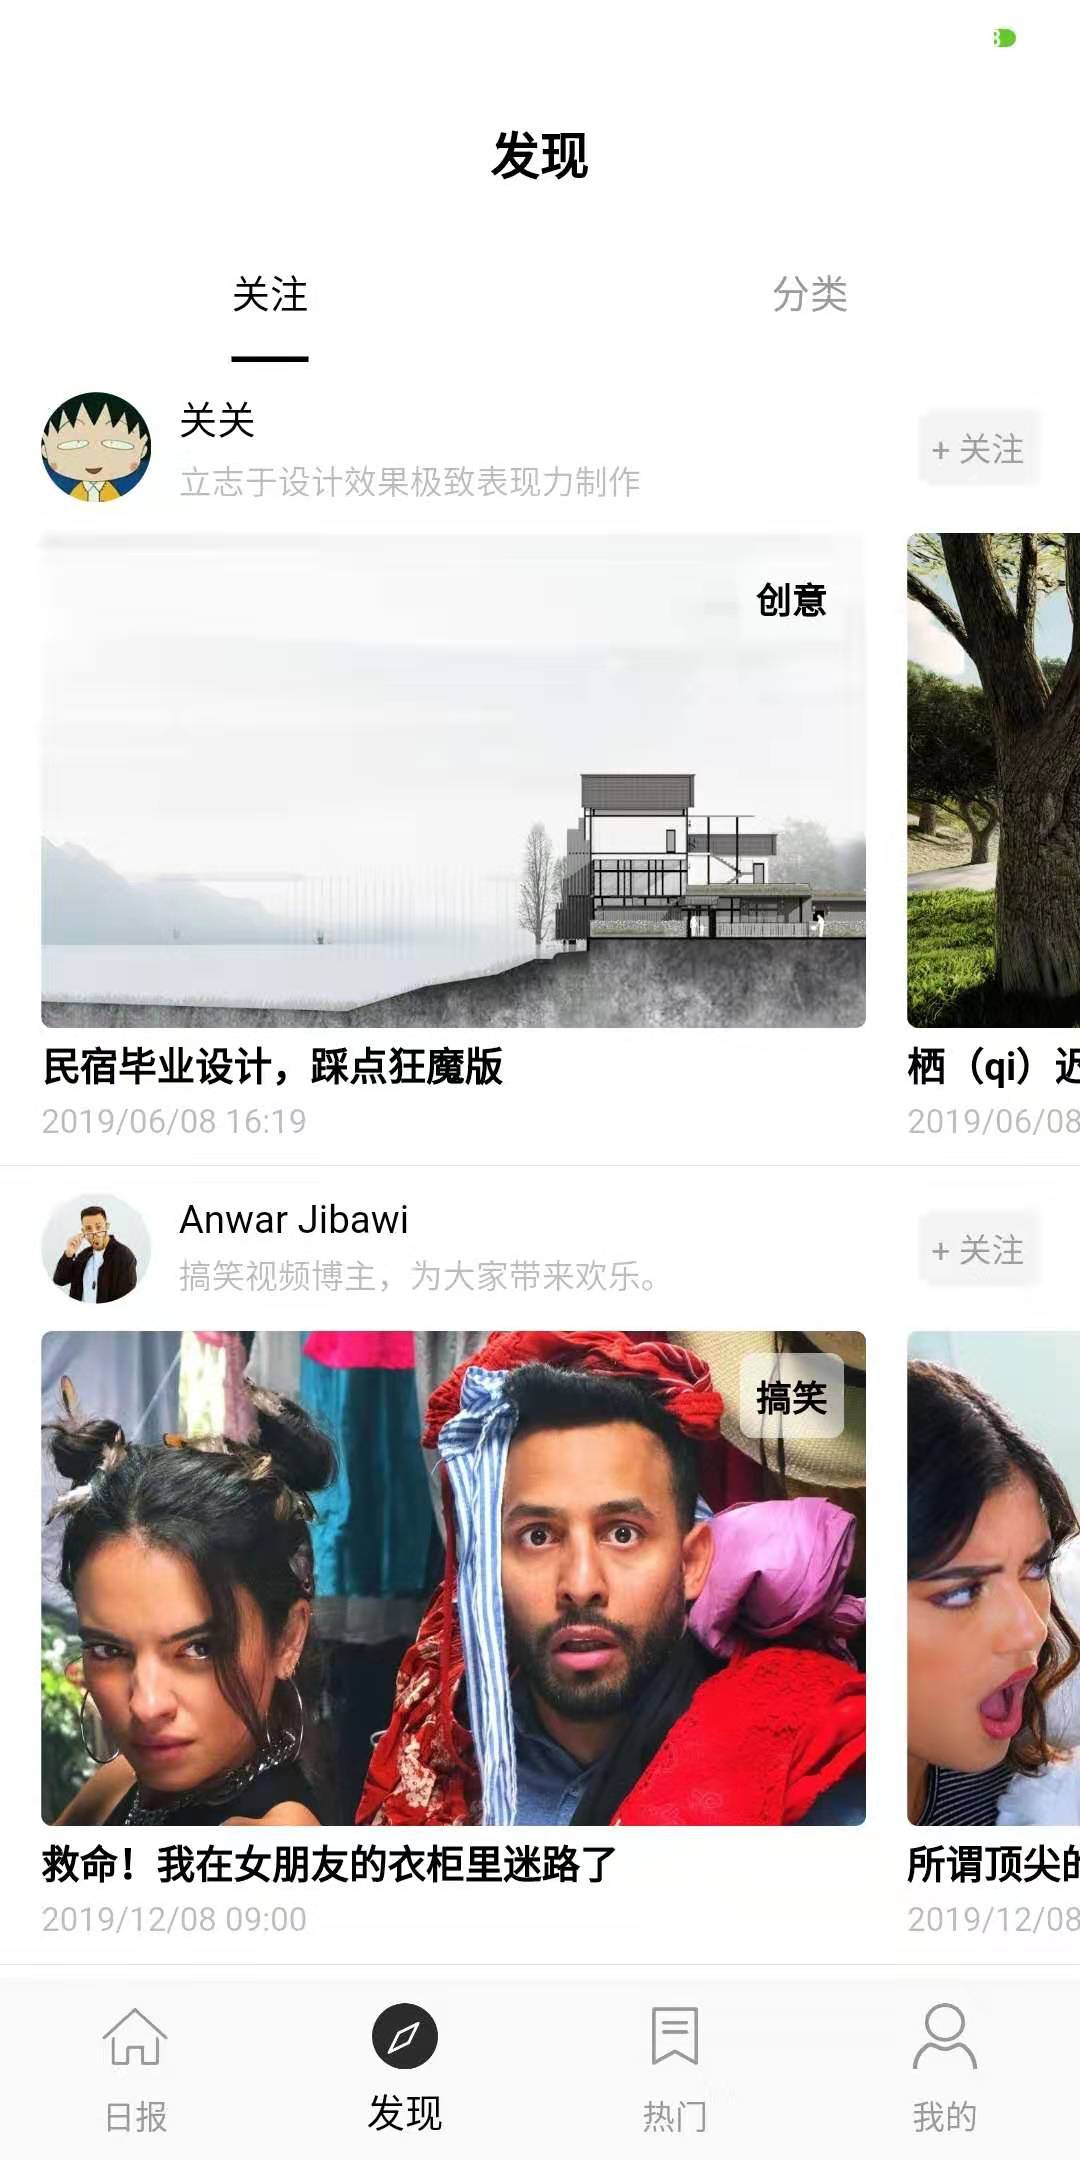 发现
关注
分类
关关
立志于设计效果极致表现力制作
+ 关注
创意
民宿毕业设计，踩点狂魔版
2019/06/08 16:19
栖（qi）迟
2019/06/08
Anwar Jibawi
搞笑视频博主，为大家带来欢乐。
+ 关注
搞笑
救命！我在女朋友的衣柜里迷路了
2019/12/08 09:00
所谓顶尖的
2019/12/08
日报
发现
热门
我的